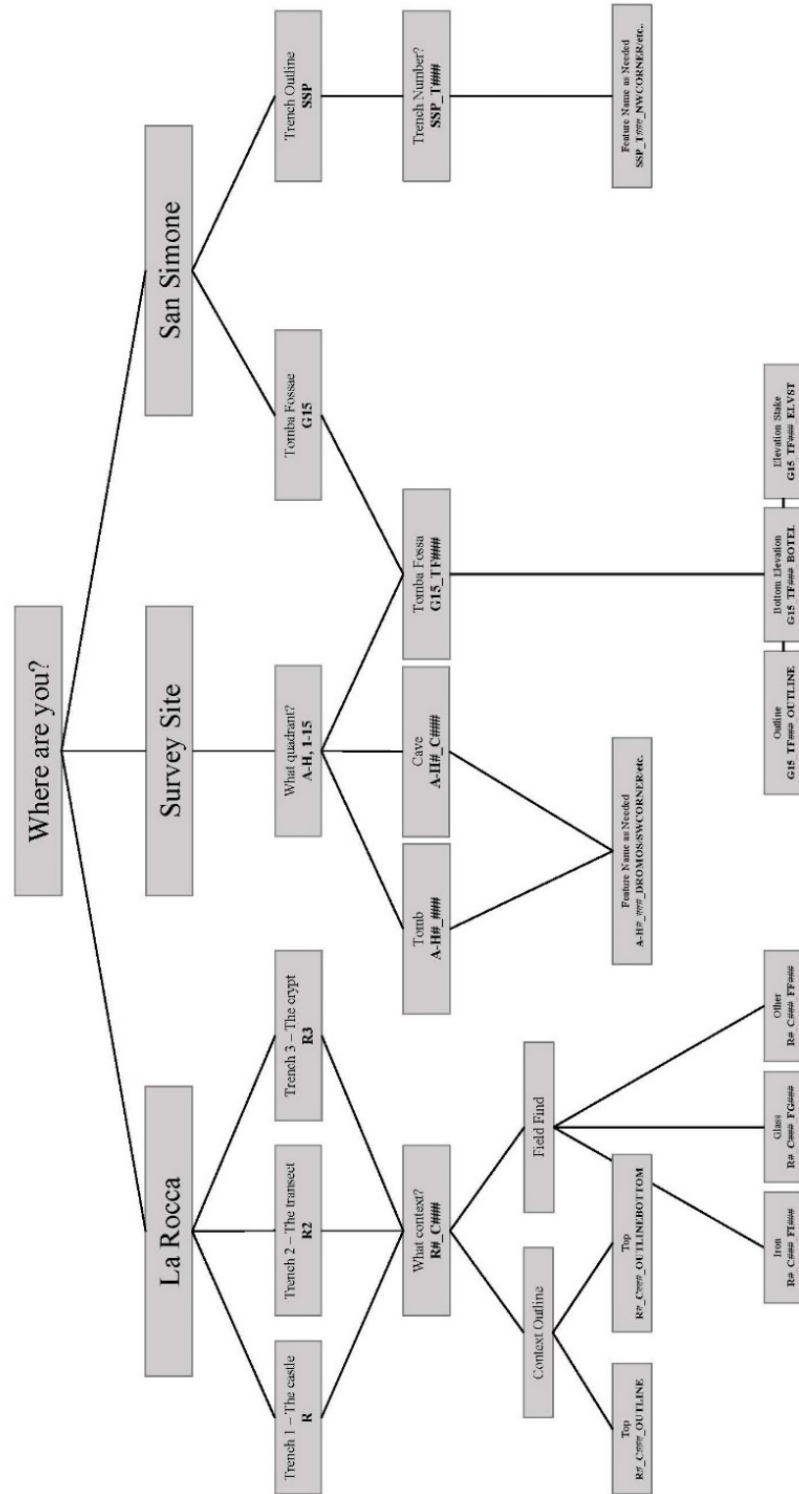 Where are you?
La Rocca
Survey Site
San Simone
Trench 1 – The castle
R
Trench 2 – The transect
R2
Trench 3 – The crypt
R3
What quadrant?
A-H, 1-15
Tomba Fossae
G15
Trench Outline
SSP
What context?
R#_C###
Tomb
A-H#_###
Cave
A-H#_C###
Tomba Fossa
G15_TF###
Trench Number?
SSP_T###
Context Outline
Field Find
Top
R#_C###_OUTLINE
Top
R#_C###_OUTLINEBOTTOM
Feature Name as Needed
A-H#_###_DROMOS/SWCORNER/etc.
Feature Name as Needed
SSP_T###_NWCORNER/etc..
Iron
R#_C###_FI###
Glass
R#_C###_FG###
Other
R#_C###_FF###
Outline
G15_TF###_OUTLINE
Bottom Elevation
G15_TF###_BOTEL
Elevation Stake
G15_TF###_ELVST